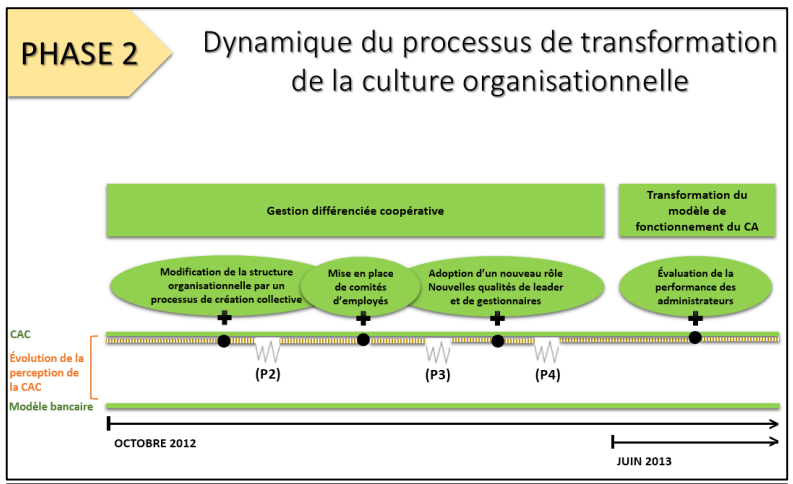 PHASE 2
Dynamique du processus de transformation
de la culture organisationnelle
Gestion différenciée coopérative
Transformation du
modèle de
fonctionnement du CA
Modification de la structure
organisationnelle par un
processus de création collective
Mise en place
de comités
d'employés
Adoption d'un nouveau rôle
Nouvelles qualités de leader
et de gestionnaires
Évaluation de la
performance des
administrateurs
CAC
Évolution de la
perception de
la CAC
(P2)
(P3)
(P4)
Modèle bancaire
OCTOBRE 2012
JUIN 2013